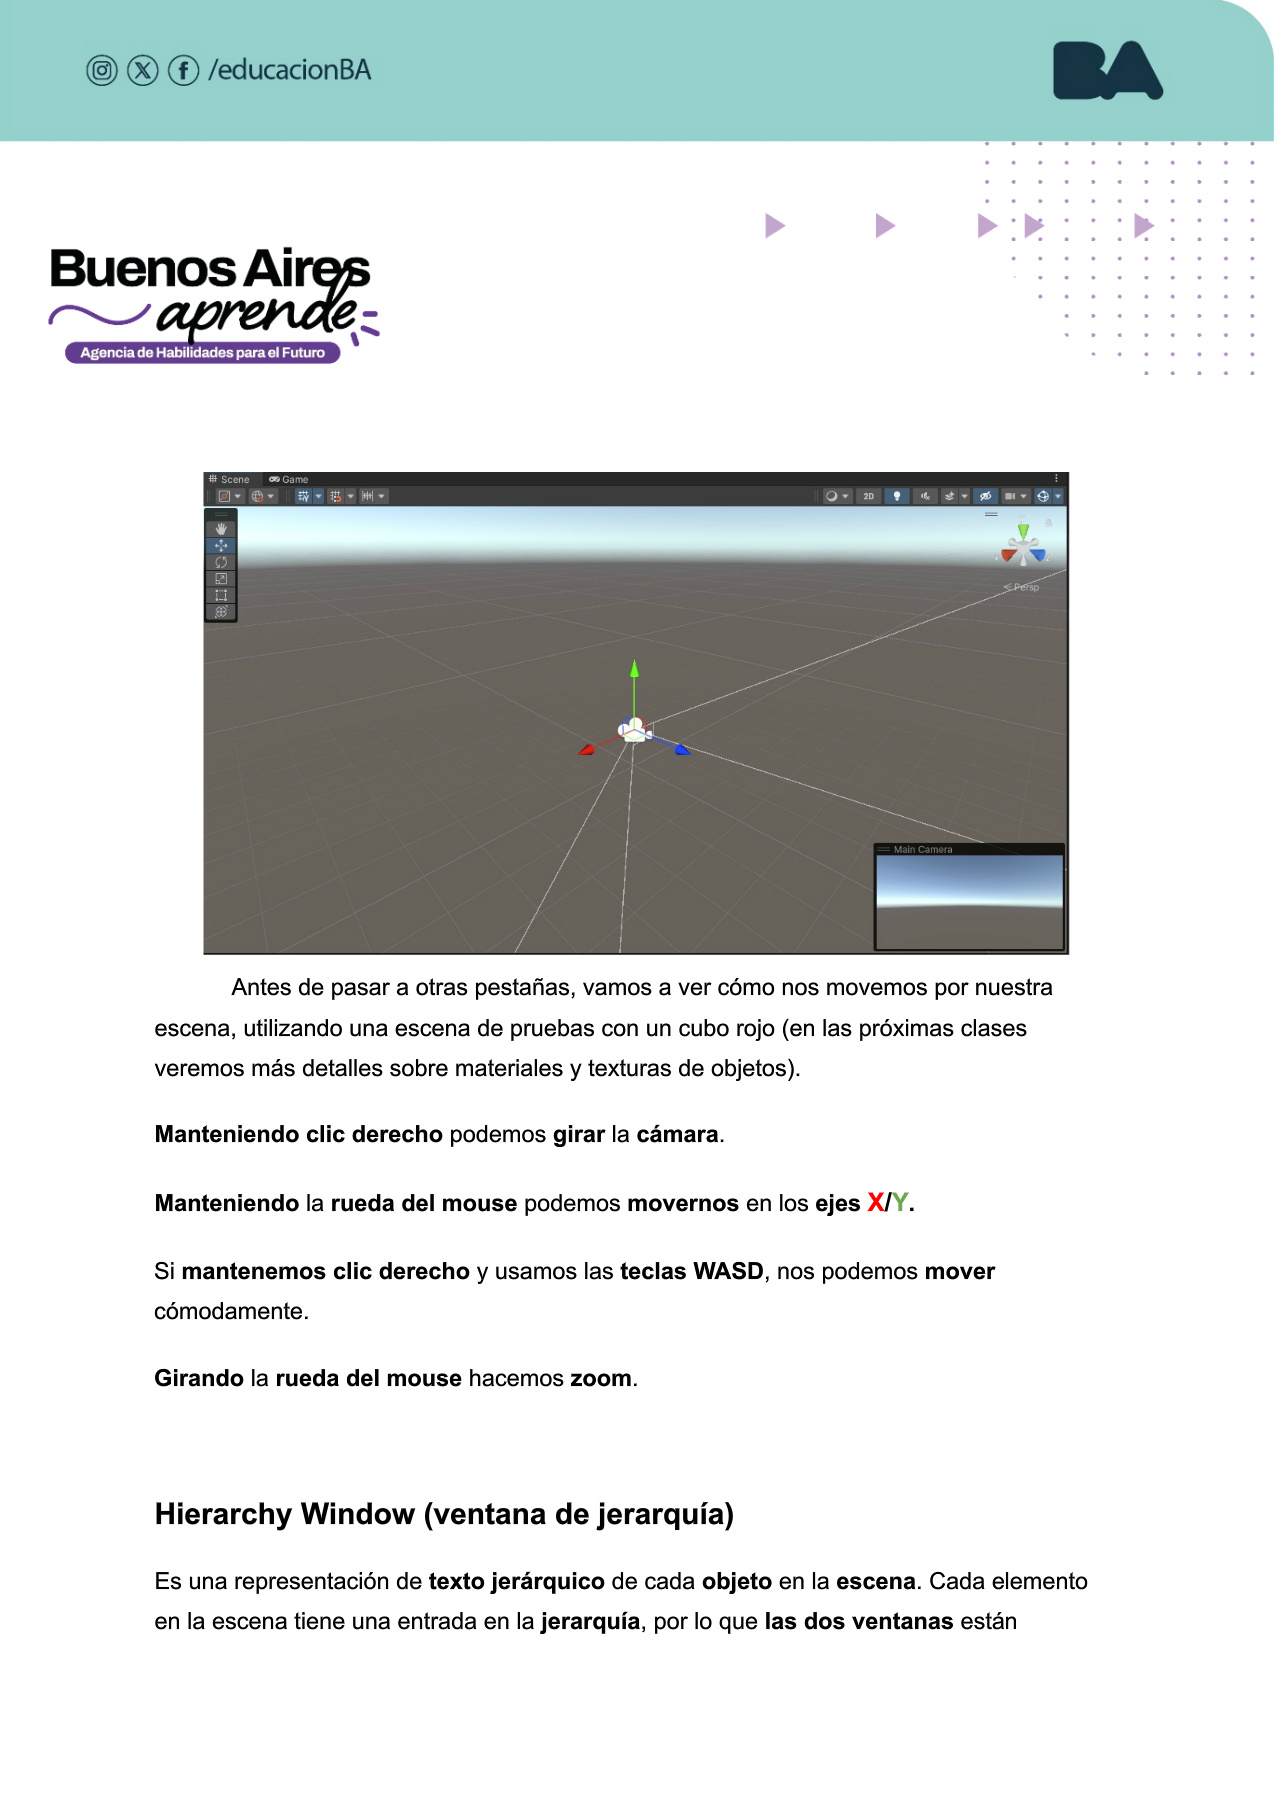 /educacionBA
BA
Buenos Aires
aprende
Agencia de Habilidades para el Futuro
Scene Game
2D
Persp
Main Camera
Antes de pasar a otras pestañas, vamos a ver cómo nos movemos por nuestra
escena, utilizando una escena de pruebas con un cubo rojo (en las próximas clases
veremos más detalles sobre materiales y texturas de objetos).
Manteniendo clic derecho podemos girar la cámara.
Manteniendo la rueda del mouse podemos movernos en los ejes X/Y.
Si mantenemos clic derecho y usamos las teclas WASD, nos podemos mover
cómodamente.
Girando la rueda del mouse hacemos zoom.
Hierarchy Window (ventana de jerarquía)
Es una representación de texto jerárquico de cada objeto en la escena. Cada elemento
en la escena tiene una entrada en la jerarquía, por lo que las dos ventanas están